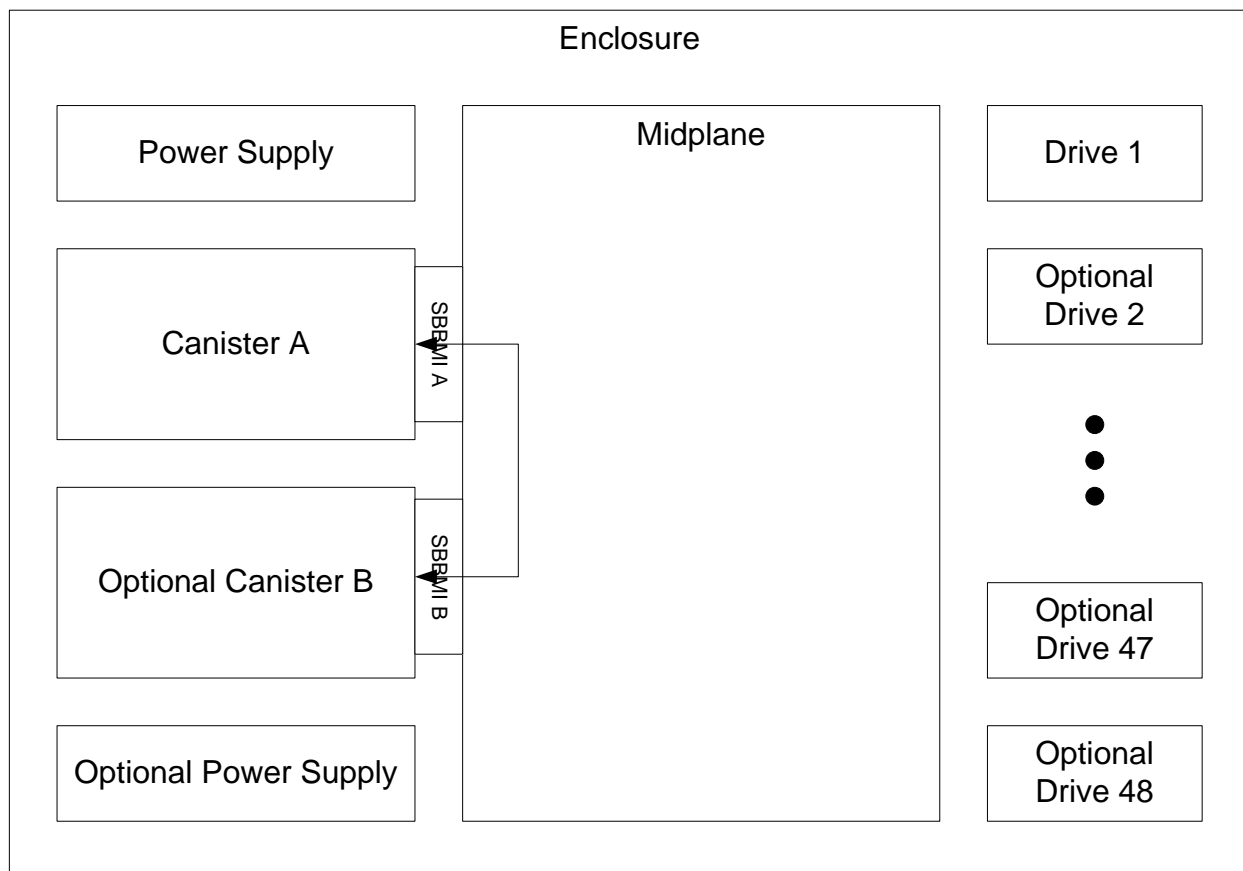 Enclosure
Power Supply
Midplane
Drive 1
Canister A
SBBMI A
Optional
Drive 2
Optional Canister B
SBBMI B
Optional
Drive 47
Optional Power Supply
Optional
Drive 48